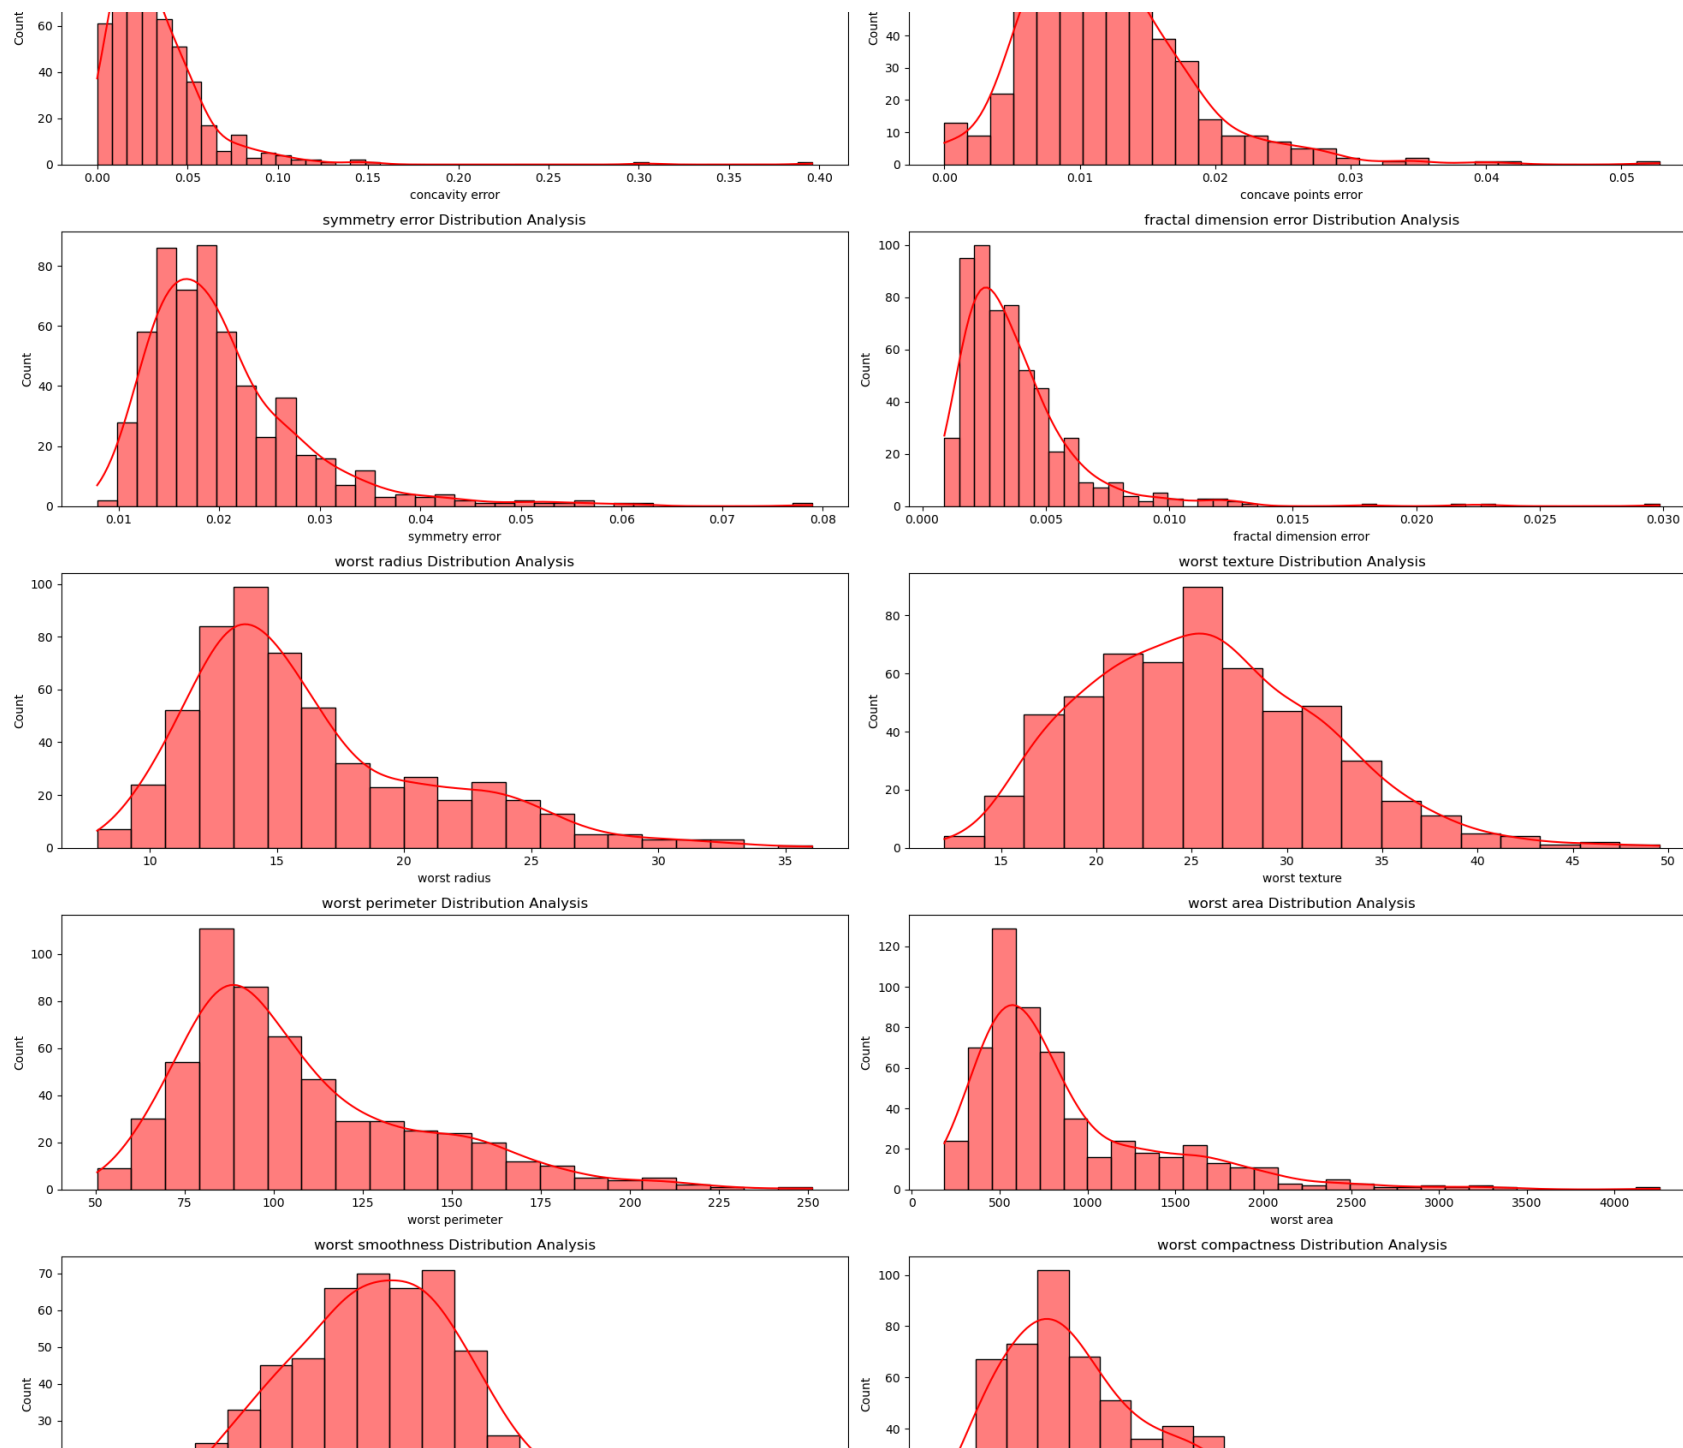 60
40
20
0
Count
0.00 0.05 0.10 0.15 0.20 0.25 0.30 0.35 0.40
concavity error
40
30
20
10
0
Count
0.00 0.01 0.02 0.03 0.04 0.05
concave points error
symmetry error Distribution Analysis
80
60
40
20
0
Count
0.01 0.02 0.03 0.04 0.05 0.06 0.07 0.08
symmetry error
fractal dimension error Distribution Analysis
100
80
60
40
20
0
Count
0.000 0.005 0.010 0.015 0.020 0.025 0.030
fractal dimension error
worst radius Distribution Analysis
100
80
60
40
20
0
Count
10 15 20 25 30 35
worst radius
worst texture Distribution Analysis
80
60
40
20
0
Count
15 20 25 30 35 40 45 50
worst texture
worst perimeter Distribution Analysis
100
80
60
40
20
0
Count
50 75 100 125 150 175 200 225 250
worst perimeter
worst area Distribution Analysis
120
100
80
60
40
20
0
Count
0 500 1000 1500 2000 2500 3000 3500 4000
worst area
worst smoothness Distribution Analysis
70
60
50
40
30
Count
worst compactness Distribution Analysis
100
80
60
40
Count